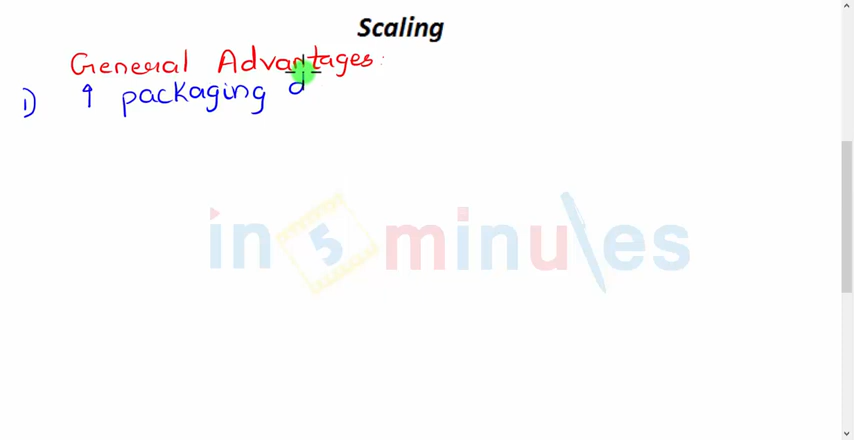 Scaling
General Advantages:
1) ↑ packaging d
in 5 minutes